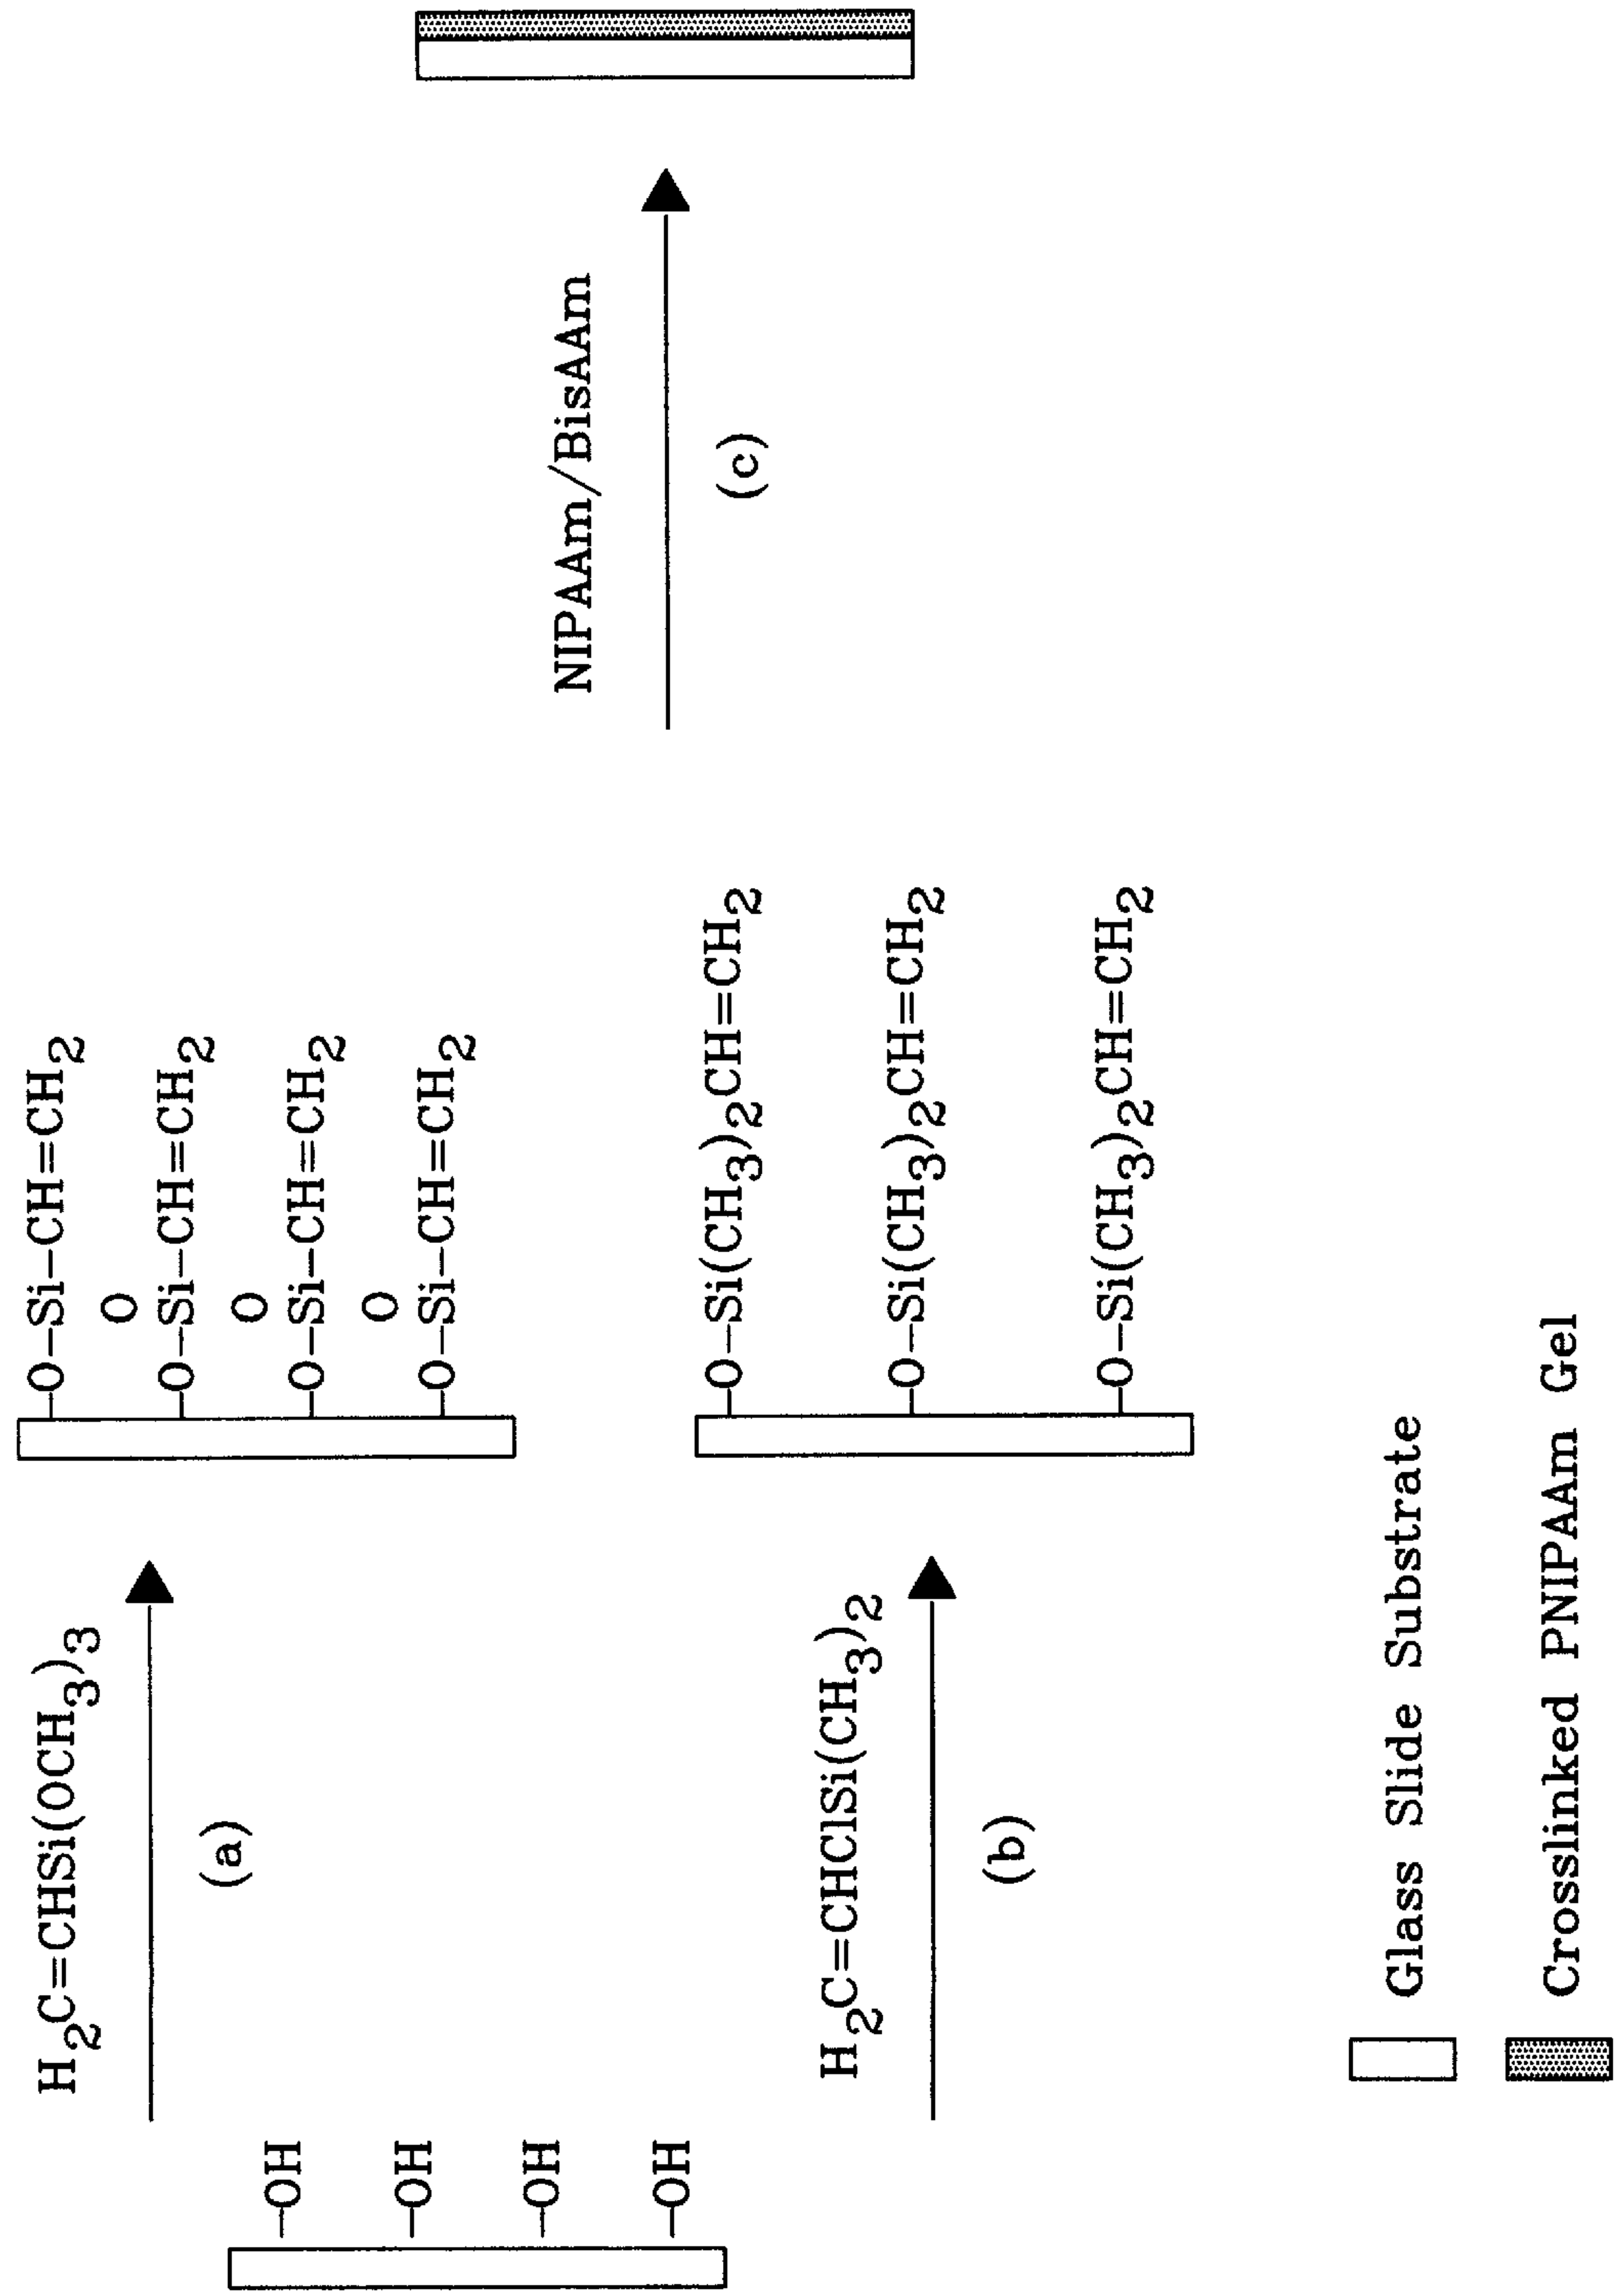 –OH
–OH
–OH
–OH
H₂C=CHSi(OCH₃)₃
(a)
O–Si–CH=CH₂
O
O–Si–CH=CH₂
O
O–Si–CH=CH₂
O
O–Si–CH=CH₂
H₂C=CHClSi(CH₃)₂
(b)
O–Si(CH₃)₂CH=CH₂
O–Si(CH₃)₂CH=CH₂
O–Si(CH₃)₂CH=CH₂
NIPAAm/BisAAm
(c)
Glass Slide Substrate
Crosslinked PNIPAAm Gel